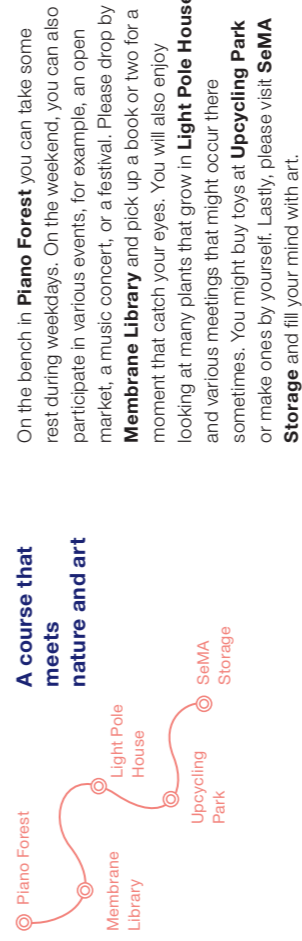 A course that
meets
nature and art
Piano Forest
Membrane
Library
Light Pole
House
Upcycling
Park
SeMA
Storage
On the bench in Piano Forest you can take some
rest during weekdays. On the weekend, you can also
participate in various events, for example, an open
market, a music concert, or a festival. Please drop by
Membrane Library and pick up a book or two for a
moment that catch your eyes. You will also enjoy
looking at many plants that grow in Light Pole House
and various meetings that might occur there
sometimes. You might buy toys at Upcycling Park
or make ones by yourself. Lastly, please visit SeMA
Storage and fill your mind with art.